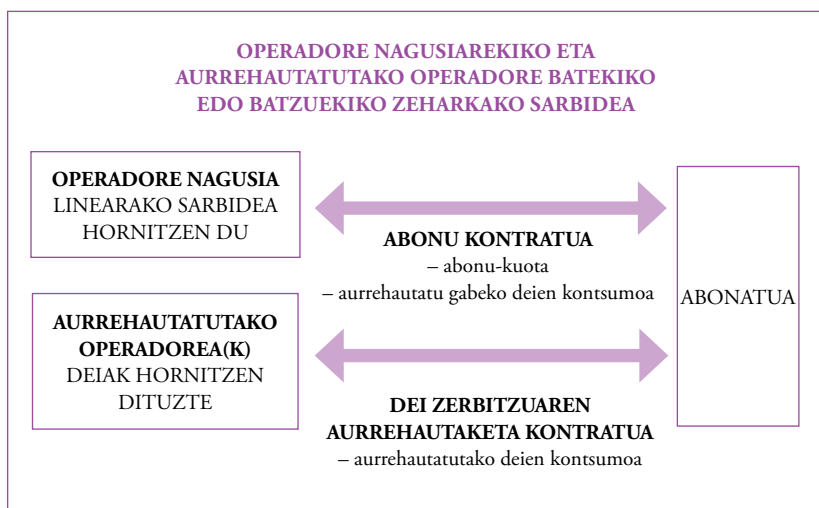 OPERADORE NAGUSIAREKIKO ETA
AURREHAUTATUTAKO OPERADORE BATEKIKO
EDO BATZUEKIKO ZEHARKAKO SARBIDEA
OPERADORE NAGUSIA
LINEARAKO SARBIDEA
HORNITZEN DU
ABONU KONTRATUA
– abonu-kuota
– aurrehautatu gabeko deien kontsumoa
ABONATUA
AURREHAUTATUTAKO
OPERADOREA(K)
DEIAK HORNITZEN
DITUZTE
DEI ZERBITZUAREN
AURREHAUTAKETA KONTRATUA
– aurrehautatutako deien kontsumoa